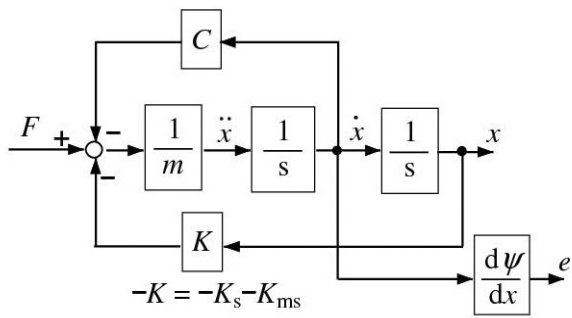 C
F + − 1/m ẍ 1/s ẋ 1/s x
−
K
−K = −Kₛ−Kₘₛ
dψ/dx e